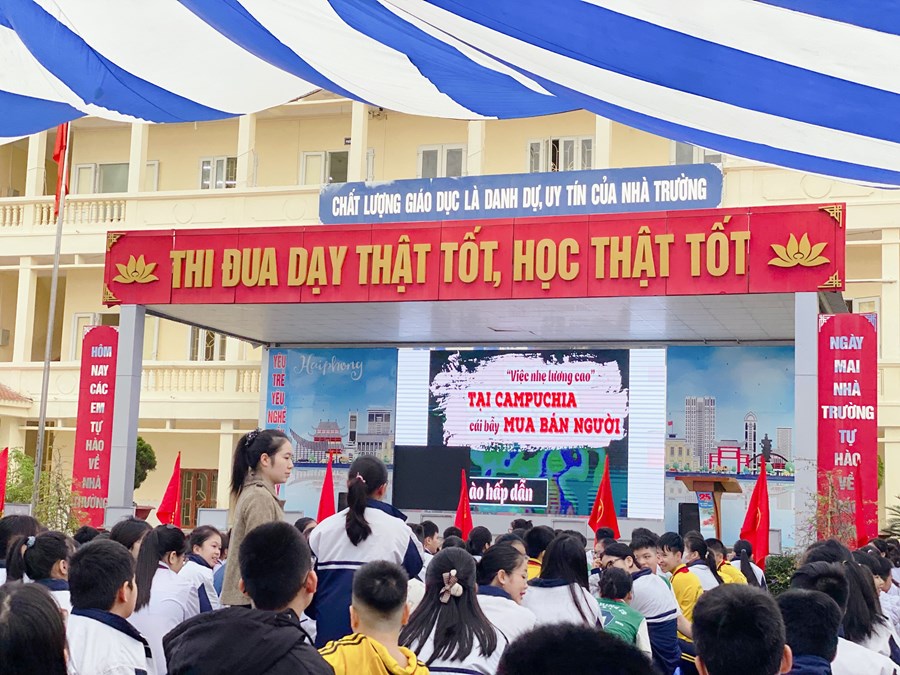 CHẤT LƯỢNG GIÁO DỤC LÀ DANH DỰ, UY TÍN CỦA NHÀ TRƯỜNG
THI ĐUA DẠY THẬT TỐT, HỌC THẬT TỐT
HÔM
NAY CÁC
EM TỰ
HÀO VỀ
NHÀ
TRƯỜNG
YÊU
TRẺ
YÊU
NGHỀ
Haiphong
"Việc nhẹ lương cao"
TẠI CAMPUCHIA
cái bẫy MUA BÁN NGƯỜI
ào hấp dẫn
NGÀY
MAI NHÀ
TRƯỜNG
TỰ
HÀO VỀ
25